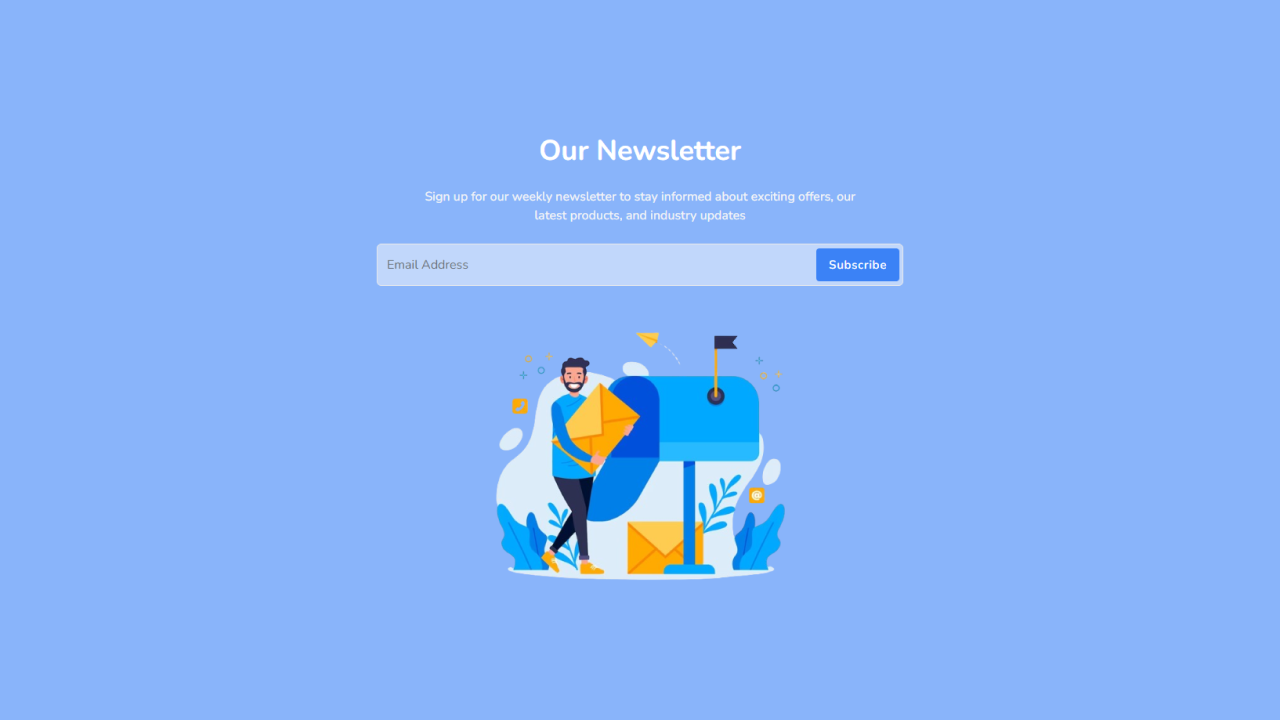 Our Newsletter
Sign up for our weekly newsletter to stay informed about exciting offers, our
latest products, and industry updates
Email Address
Subscribe
@